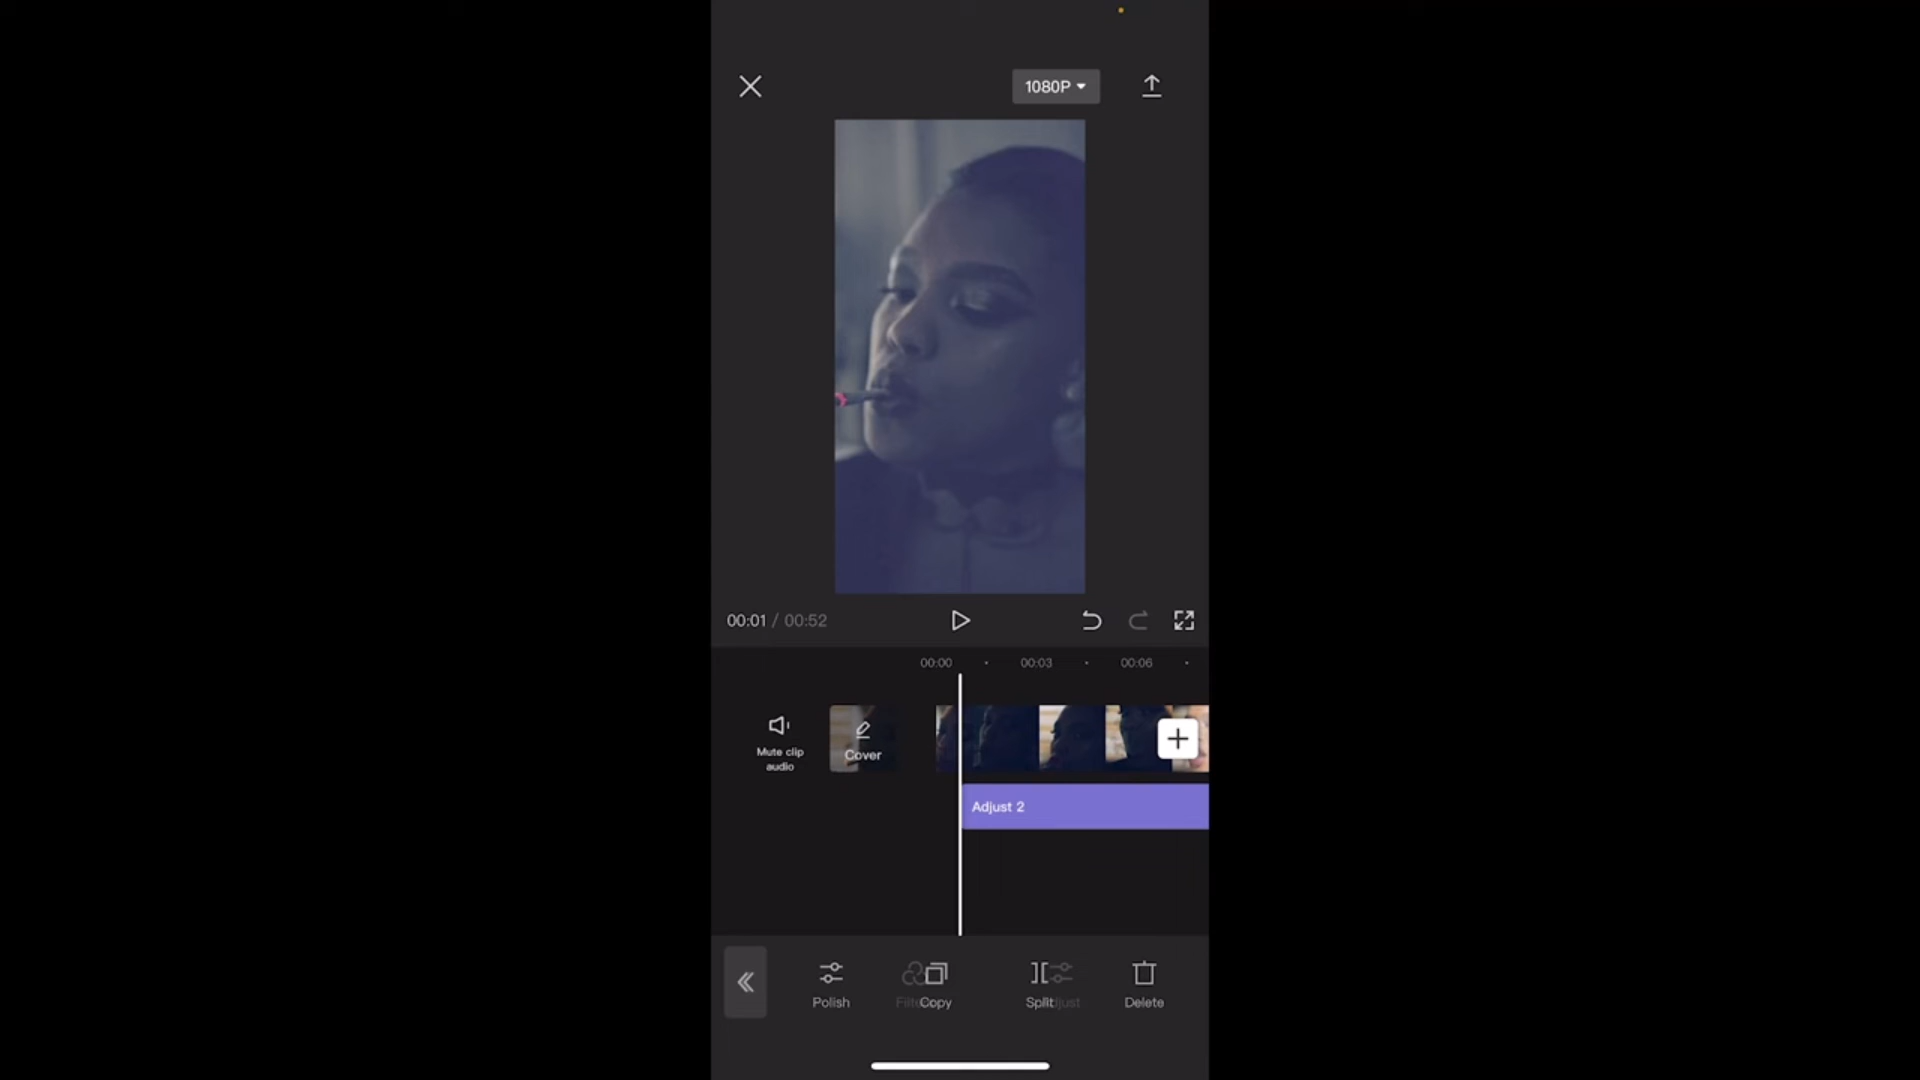 1080P
00:01 / 00:52
00:00 00:03 00:06
Mute clip
audio
Cover
Adjust 2
Polish
Copy
Split
Delete